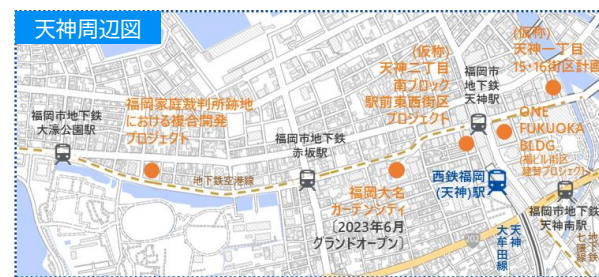 天神周辺図
(仮称)
天神一丁目
15・16街区計画
(仮称)
天神二丁目
南ブロック
駅前東西街区
プロジェクト
福岡市
地下鉄
天神駅
福岡家庭裁判所跡地
における複合開発
プロジェクト
福岡市地下鉄
大濠公園駅
福岡市地下鉄
赤坂駅
ONE
FUKUOKA
BLDG.
(福ビル街区
建替プロジェクト)
地下鉄空港線
福岡大名
ガーデンシティ
〔2023年6月
グランドオープン〕
西鉄福岡
(天神)駅
福岡市地下鉄
天神南駅
天神
大牟田線
地下鉄
七隈線